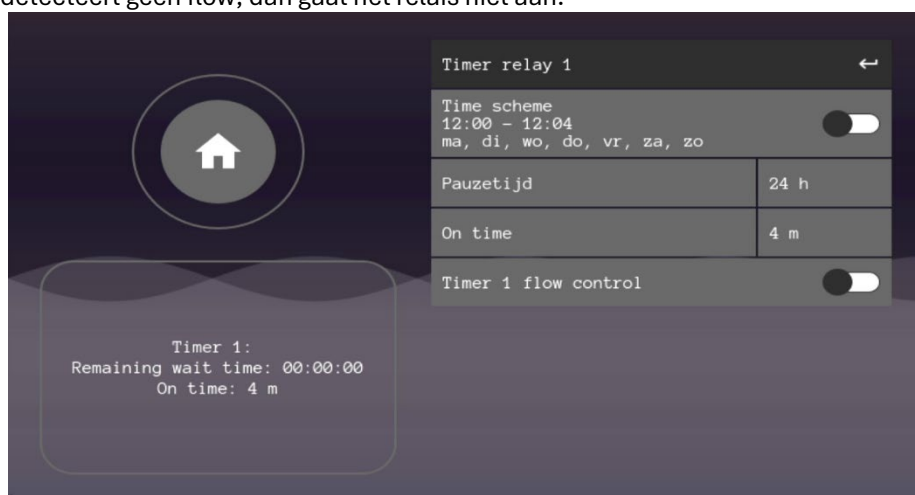 detecteert geen flow, dan gaat het relais niet aan.
Timer relay 1
Time scheme
12:00 – 12:04
ma, di, wo, do, vr, za, zo
Pauzetijd 24 h
On time 4 m
Timer 1 flow control
Timer 1:
Remaining wait time: 00:00:00
On time: 4 m